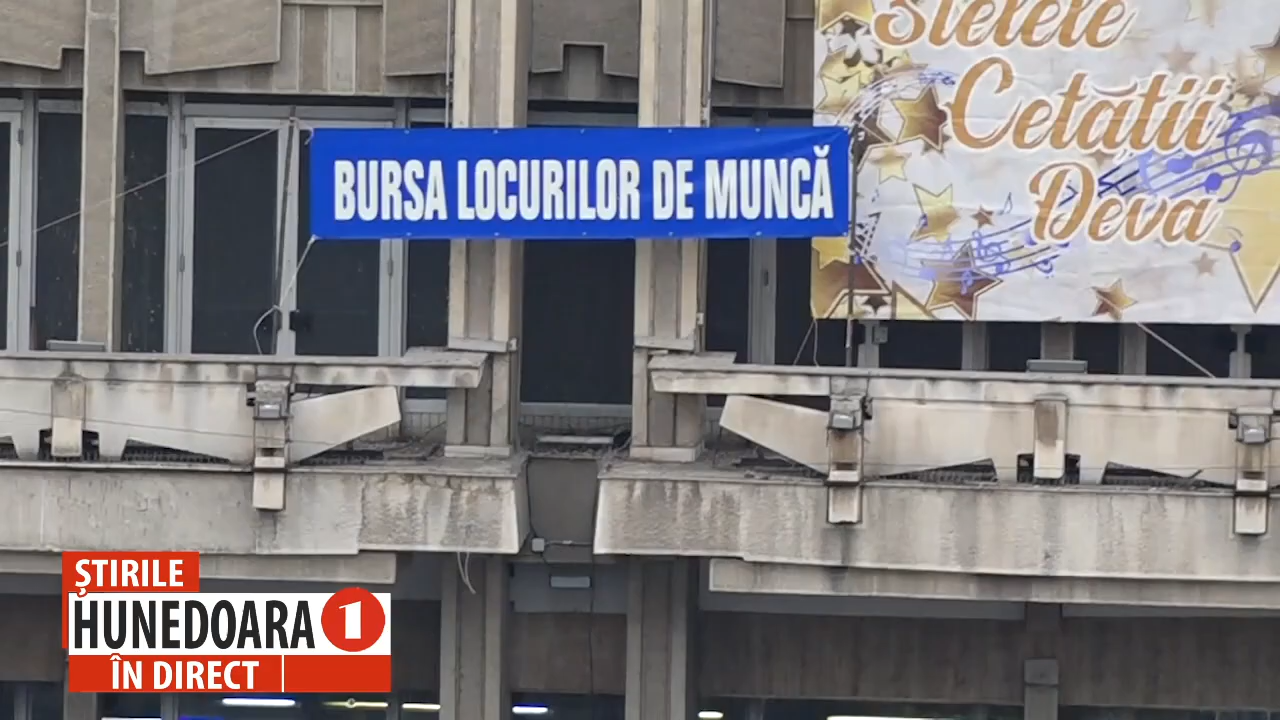 BURSA LOCURILOR DE MUNCĂ
Stelele
Cetății
Deva
ȘTIRILE
HUNEDOARA 1
ÎN DIRECT